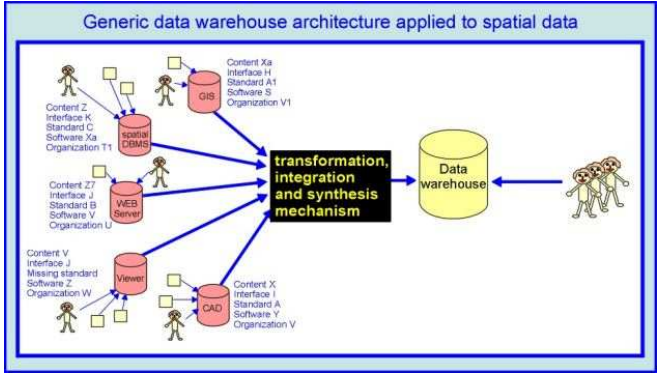 Generic data warehouse architecture applied to spatial data
Content Xa
Interface H
Standard A1
Software S
Organization V1
GIS
Content Z
Interface K
Standard C
Software Xa
Organization T1
spatial
DBMS
transformation,
integration
and synthesis
mechanism
Data
warehouse
Content Z7
Interface J
Standard B
Software V
Organization U
WEB
Server
Content V
Interface J
Missing standard
Software Z
Organization W
Viewer
Content X
Interface I
Standard A
Software Y
Organization V
CAD